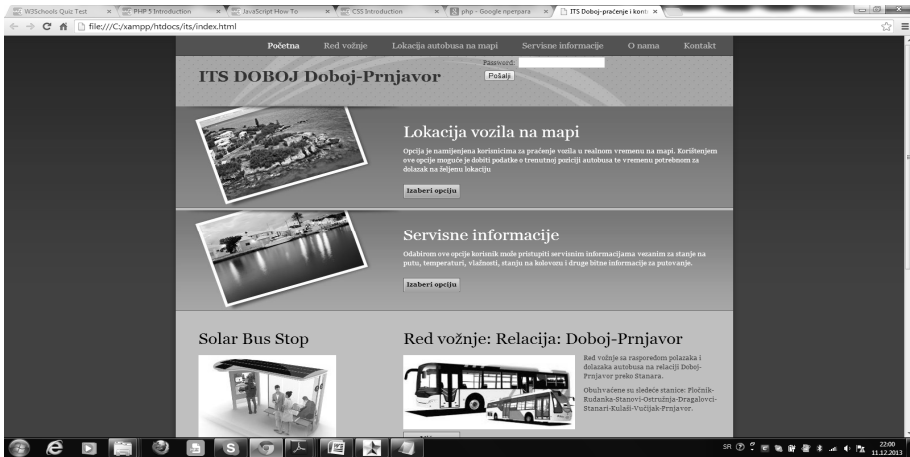 W3Schools Quiz Test
PHP 5 Introduction
JavaScript How To
CSS Introduction
php - Google претрага
ITS Doboj-praćenje i kont
file:///C:/xampp/htdocs/its/index.html
Početna Red vožnje Lokacija autobusa na mapi Servisne informacije O nama Kontakt
ITS DOBOJ Doboj-Prnjavor
Password:
Pošalji
Lokacija vozila na mapi
Opcija je namijenjena korisnicima za praćenje vozila u realnom vremenu na mapi. Korištenjem
ove opcije moguće je dobiti podatke o trenutnoj poziciji autobusa te vremenu potrebnom za
dolazak na željenu lokaciju
Izaberi opciju
Servisne informacije
Odabirom ove opcije korisnik može pristupiti servisnim informacijama vezanim za stanje na
putu, temperaturi, vlažnosti, stanju na kolovozu i druge bitne informacije za putovanje.
Izaberi opciju
Solar Bus Stop
Red vožnje: Relacija: Doboj-Prnjavor
Red vožnje sa rasporedom polazaka i
dolazaka autobusa na relaciji Doboj-
Prnjavor preko Stanara.
Obuhvaćene su sledeće stanice: Pločnik-
Rudanka-Stanovi-Ostružnja-Dragalovci-
Stanari-Kulaši-Vučijak-Prnjavor.
SR
22:00
11.12.2013